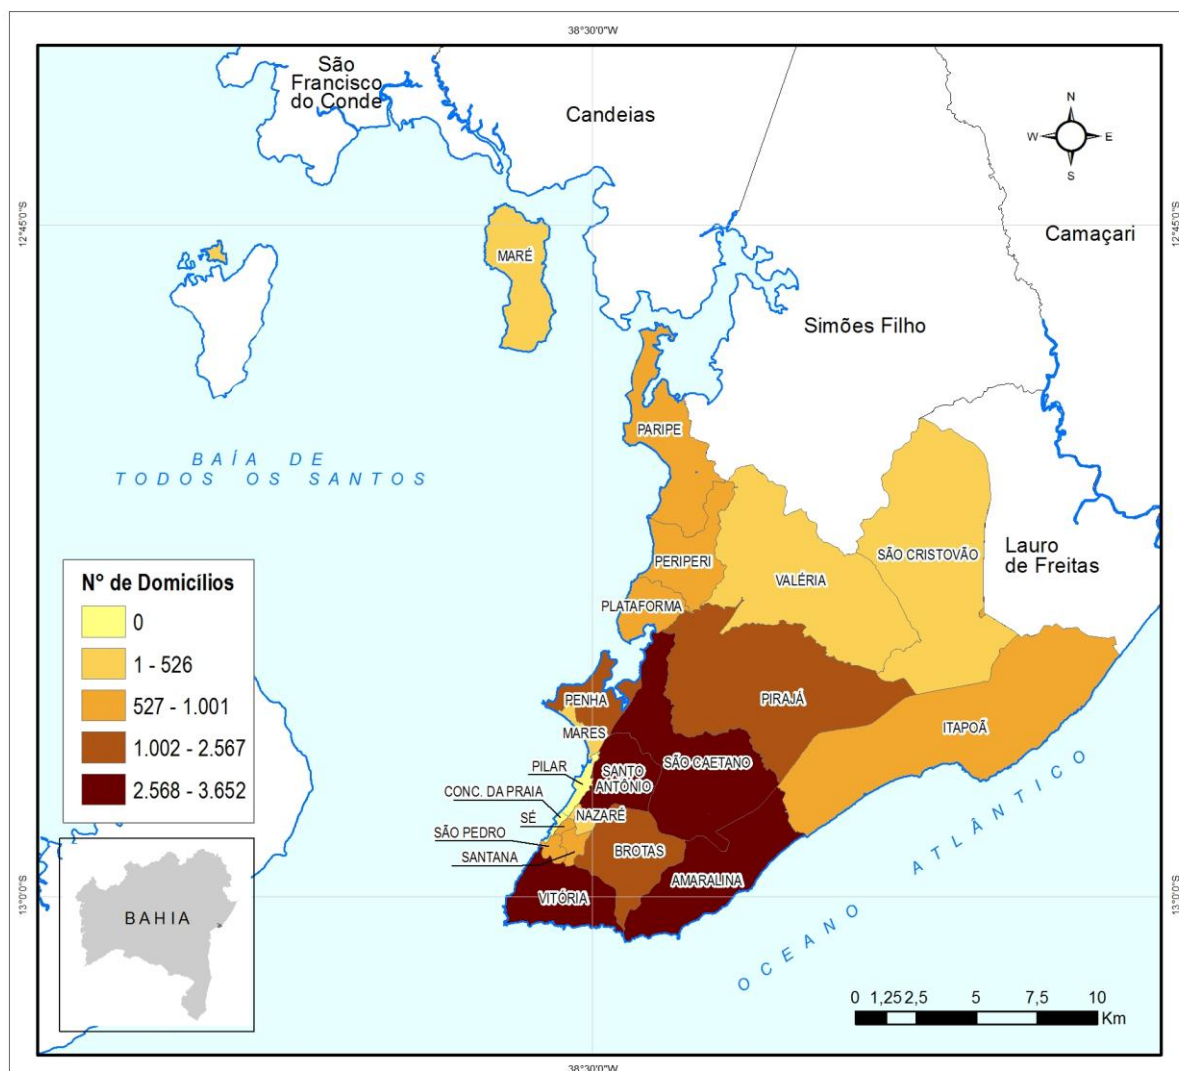 38°30'0"W
São
Francisco
do Conde
Candeias
N
W
E
S
12°45'0"S
12°45'0"S
Camaçari
MARÉ
Simões Filho
PARIPE
BAÍA DE
TODOS OS SANTOS
SÃO CRISTOVÃO
Lauro
de Freitas
PERIPERI
VALÉRIA
PLATAFORMA
N° de Domicílios
0
1 - 526
527 - 1.001
1.002 - 2.567
2.568 - 3.652
PENHA
PIRAJÁ
ITAPOÃ
MARES
SÃO CAETANO
PILAR
SANTO
ANTÔNIO
CONC. DA PRAIA
NAZARÉ
SÉ
SÃO PEDRO
SANTANA
BROTAS
AMARALINA
VITÓRIA
OCEANO ATLÂNTICO
13°0'0"S
13°0'0"S
BAHIA
0 1,25 2,5 5 7,5 10
Km
38°30'0"W